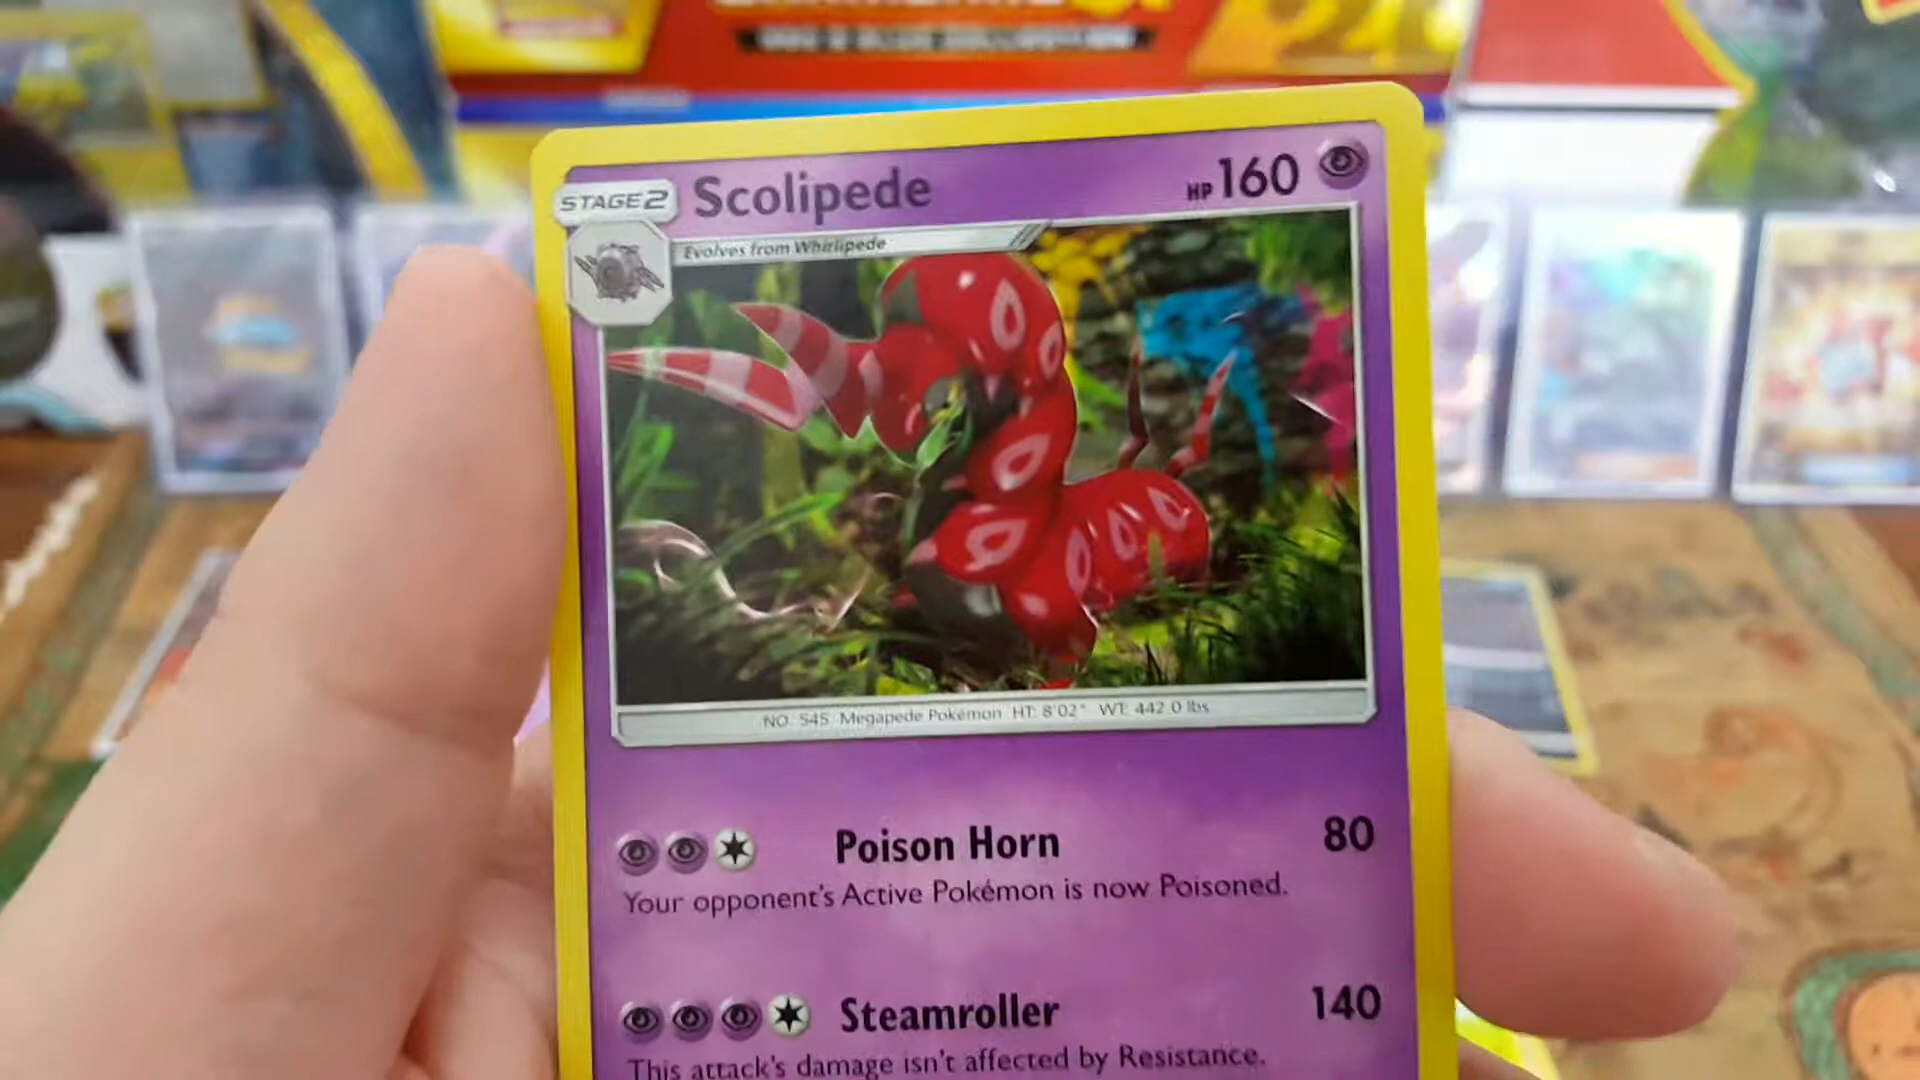 STAGE 2 Scolipede HP 160
Evolves from Whirlipede
NO. 545 Megapede Pokémon HT: 8'02" WT: 442.0 lbs
Poison Horn 80
Your opponent's Active Pokémon is now Poisoned.
Steamroller 140
This attack's damage isn't affected by Resistance.